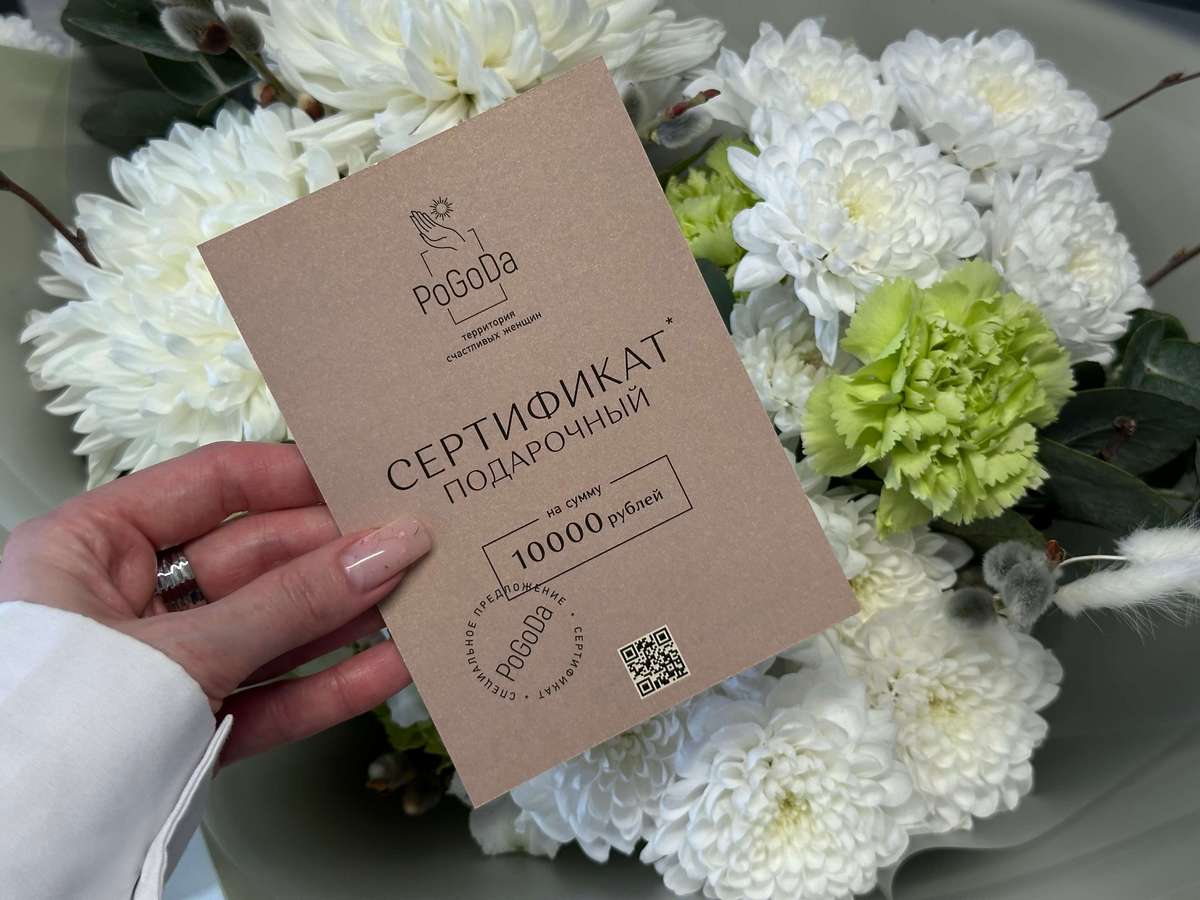 PoGoDa
территория
счастливых женщин
СЕРТИФИКАТ*
ПОДАРОЧНЫЙ
на сумму
10000 рублей
СПЕЦИАЛЬНОЕ ПРЕДЛОЖЕНИЕ • СЕРТИФИКАТ •
PoGoDa